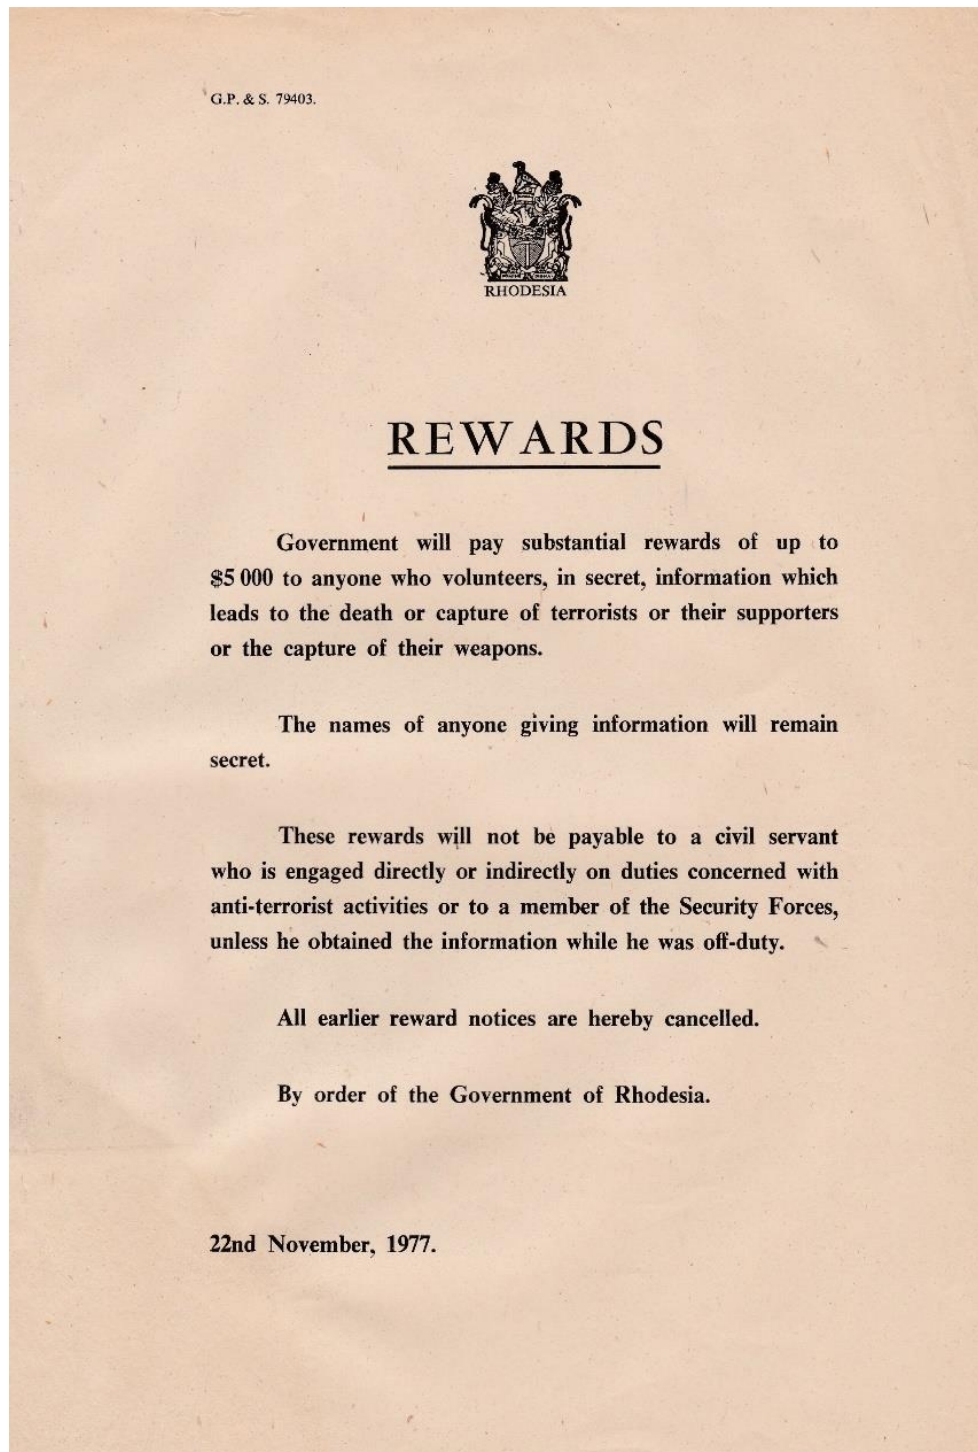 G.P. & S. 79403.
RHODESIA
REWARDS
Government will pay substantial rewards of up to
$5 000 to anyone who volunteers, in secret, information which
leads to the death or capture of terrorists or their supporters
or the capture of their weapons.
The names of anyone giving information will remain
secret.
These rewards will not be payable to a civil servant
who is engaged directly or indirectly on duties concerned with
anti-terrorist activities or to a member of the Security Forces,
unless he obtained the information while he was off-duty.
All earlier reward notices are hereby cancelled.
By order of the Government of Rhodesia.
22nd November, 1977.